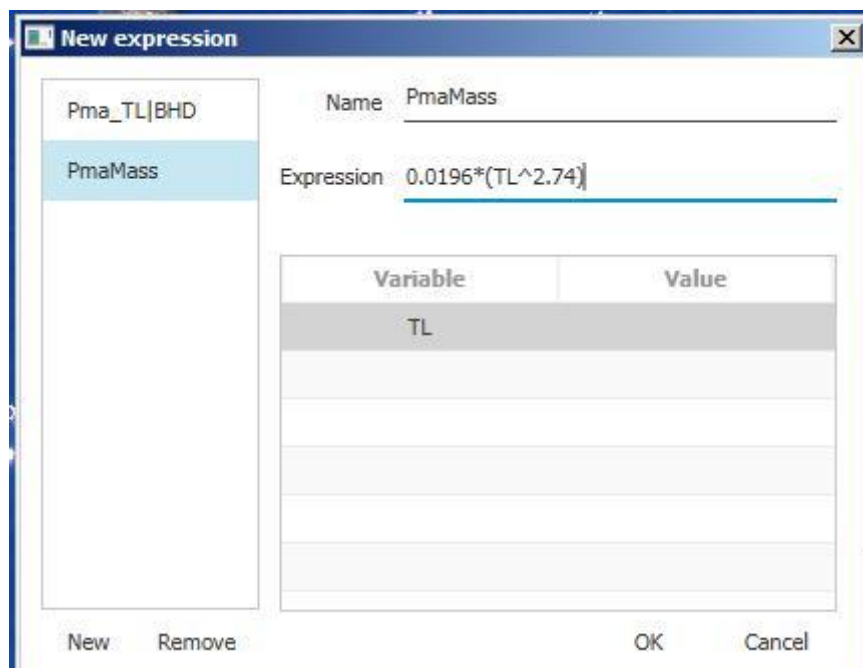 New expression
Pma_TL|BHD
PmaMass
Name PmaMass
Expression 0.0196*(TL^2.74)
Variable Value
TL
New Remove
OK Cancel